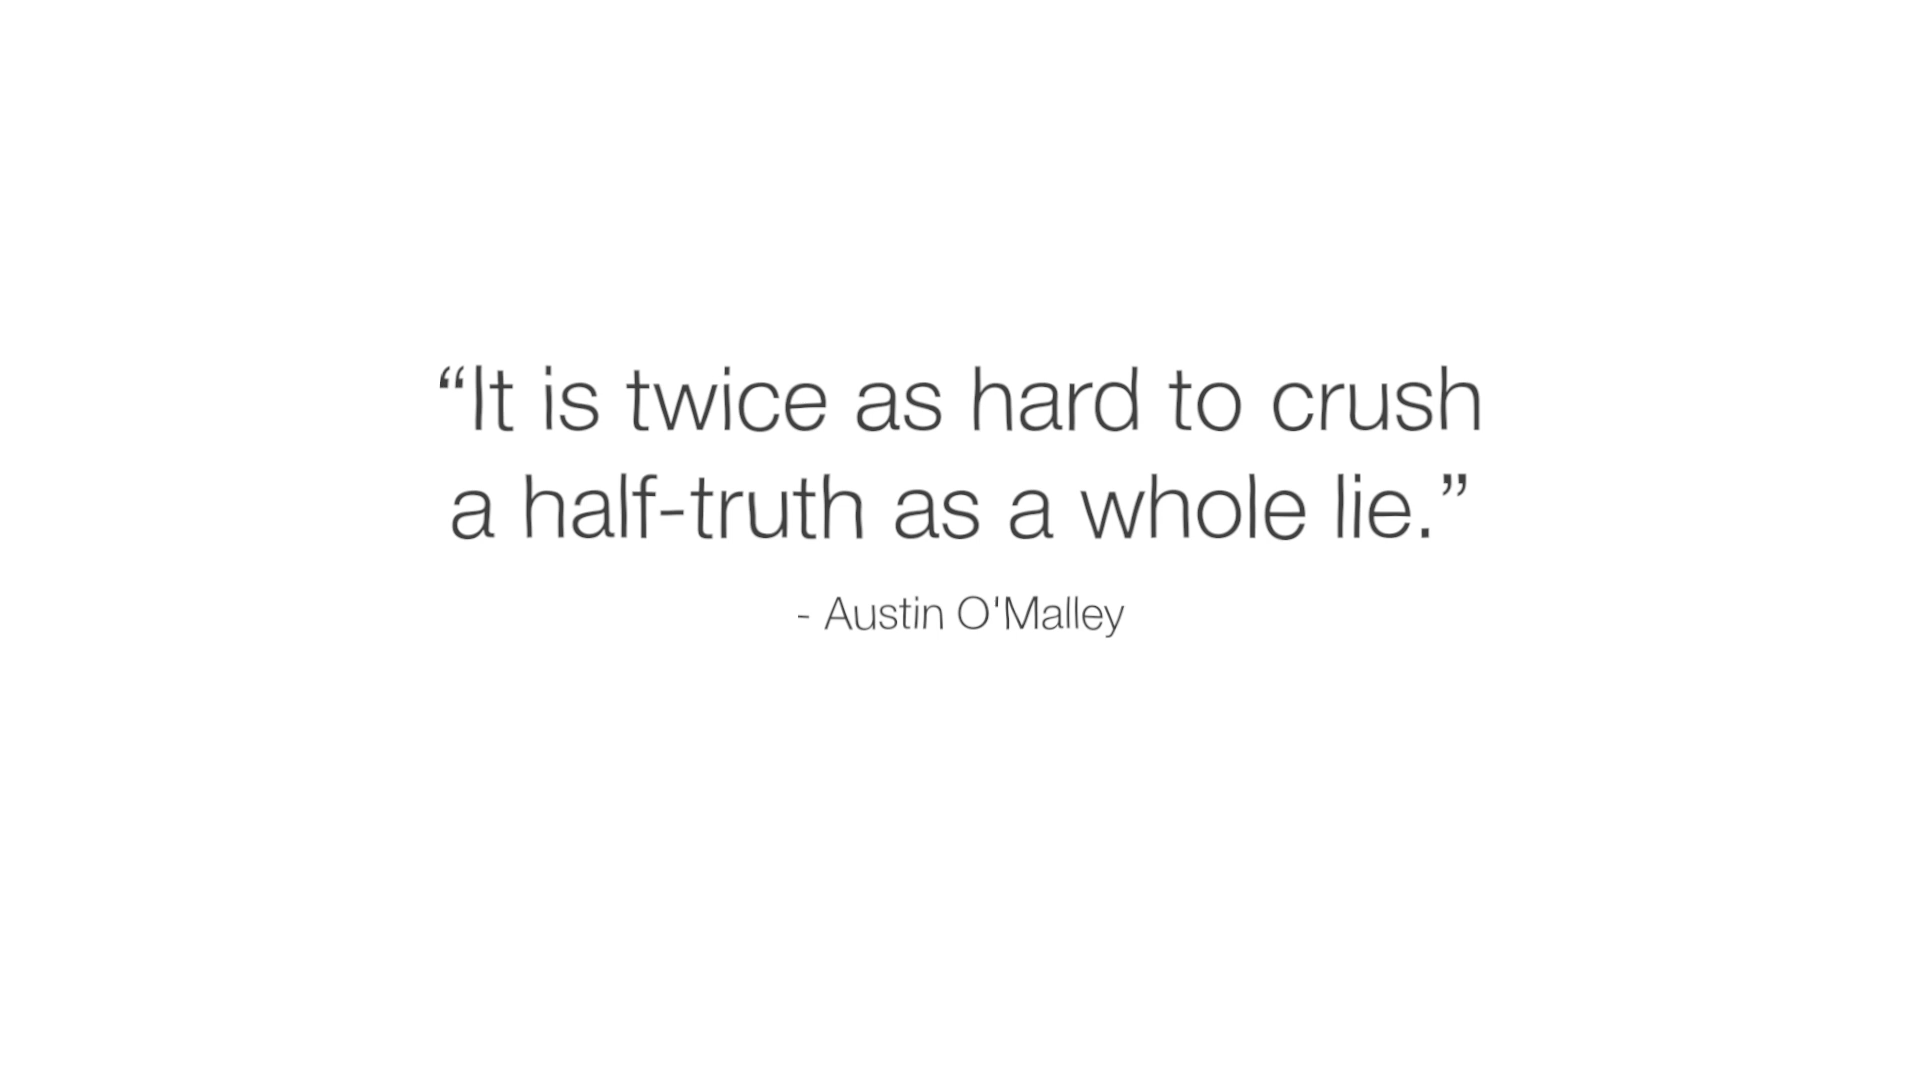 “It is twice as hard to crush
a half-truth as a whole lie.”
- Austin O'Malley